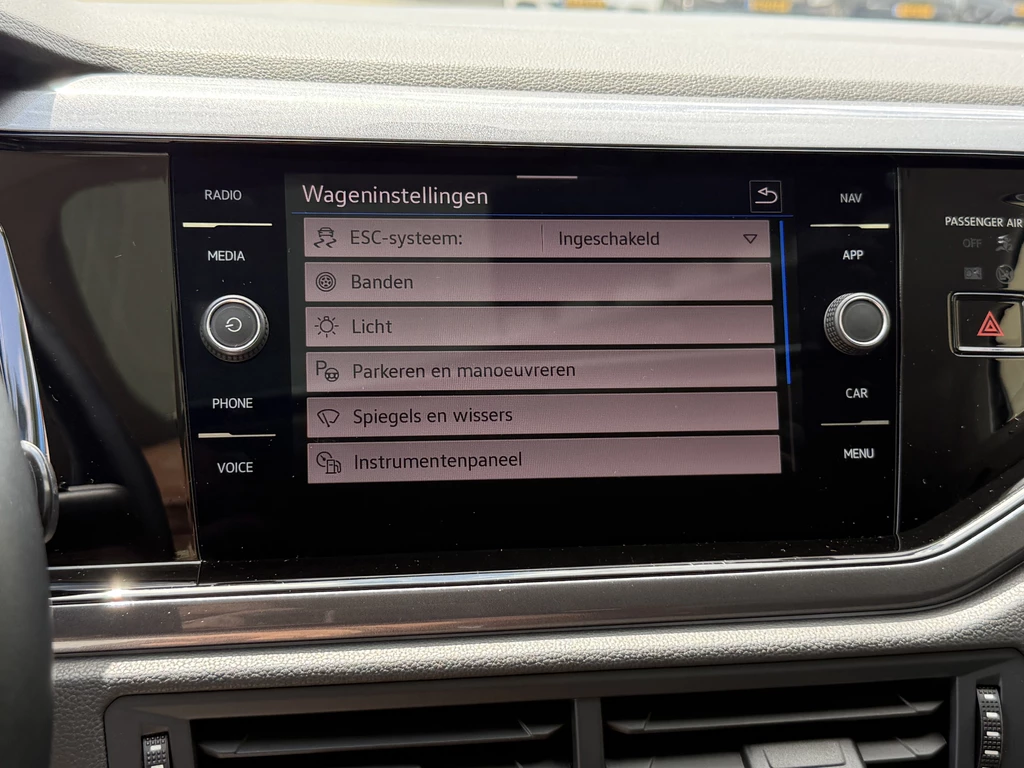 RADIO
MEDIA
PHONE
VOICE
Wageninstellingen
ESC-systeem: Ingeschakeld
Banden
Licht
Parkeren en manoeuvreren
Spiegels en wissers
Instrumentenpaneel
NAV
APP
CAR
MENU
PASSENGER AIR
OFF